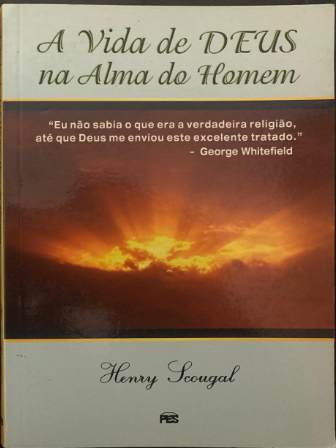 A Vida de DEUS
na Alma do Homem
"Eu não sabia o que era a verdadeira religião,
até que Deus me enviou este excelente tratado."
- George Whitefield
Henry Scougal
PES